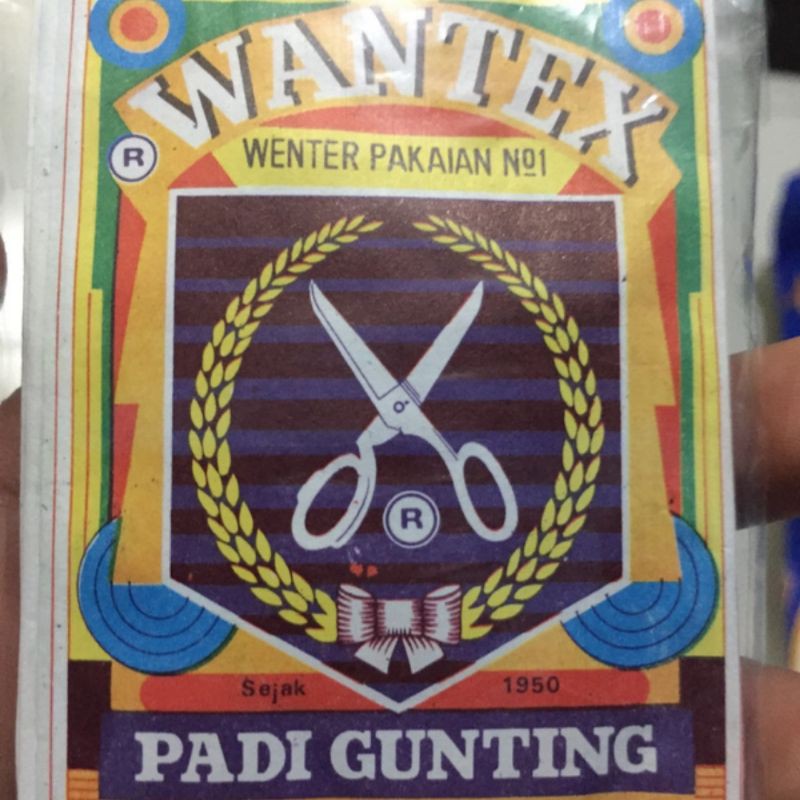 WANTEX
®
WENTER PAKAIAN Nº1
®
Sejak 1950
PADI GUNTING